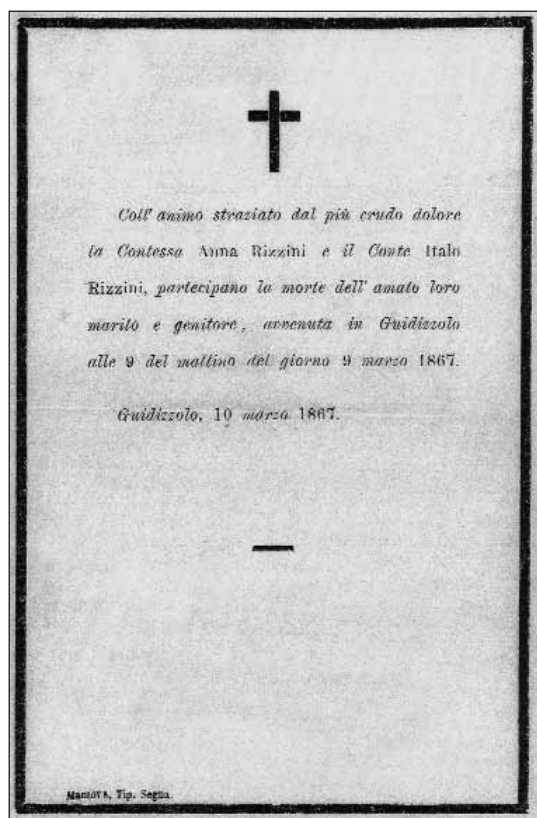 Coll' animo straziato dal più crudo dolore
la Contessa Anna Rizzini e il Conte Italo
Rizzini, partecipano la morte dell' amato loro
marito e genitore, avvenuta in Guidizzolo
alle 9 del mattino del giorno 9 marzo 1867.
Guidizzolo, 10 marzo 1867.
Mantova, Tip. Segna.